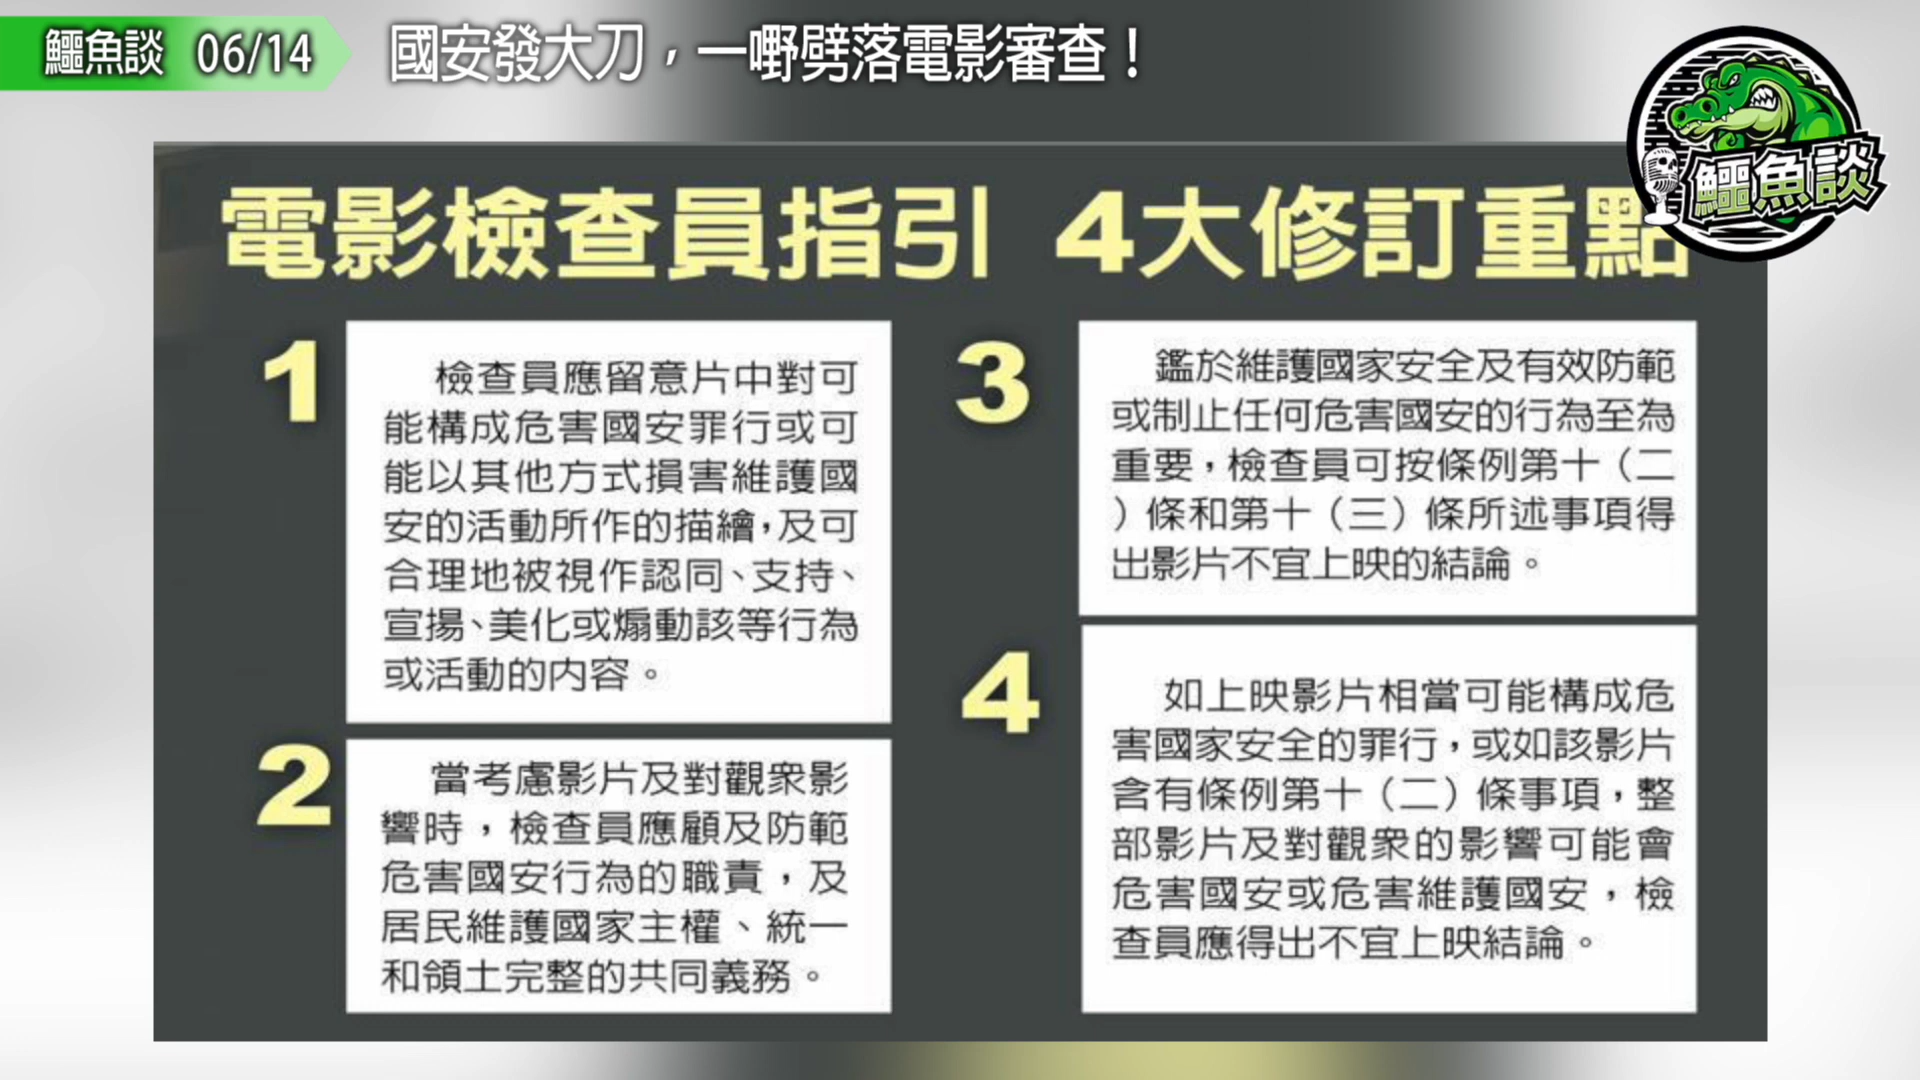 鱷魚談 06/14 國安發大刀，一嘢劈落電影審查！
鱷魚談
電影檢查員指引 4大修訂重點
1
檢查員應留意片中對可
能構成危害國安罪行或可
能以其他方式損害維護國
安的活動所作的描繪，及可
合理地被視作認同、支持、
宣揚、美化或煽動該等行為
或活動的內容。
2
當考慮影片及對觀眾影
響時，檢查員應顧及防範
危害國安行為的職責，及
居民維護國家主權、統一
和領土完整的共同義務。
3
鑑於維護國家安全及有效防範
或制止任何危害國安的行為至為
重要，檢查員可按條例第十（二
）條和第十（三）條所述事項得
出影片不宜上映的結論。
4
如上映影片相當可能構成危
害國家安全的罪行，或如該影片
含有條例第十（二）條事項，整
部影片及對觀眾的影響可能會
危害國安或危害維護國安，檢
查員應得出不宜上映結論。